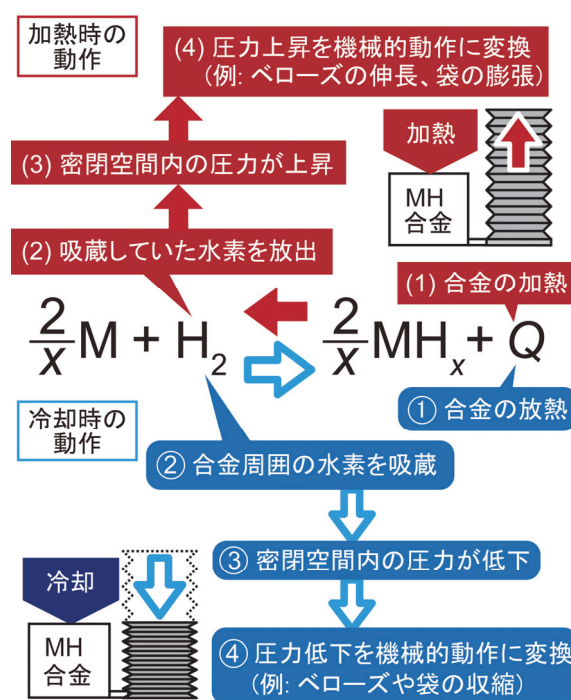 加熱時の
動作
(4) 圧力上昇を機械的動作に変換
(例: ベローズの伸長、袋の膨張)
加熱
MH
合金
(3) 密閉空間内の圧力が上昇
(2) 吸蔵していた水素を放出
(1) 合金の加熱
2/x M + H₂ 2/x MHₓ + Q
冷却時の
動作
① 合金の放熱
② 合金周囲の水素を吸蔵
③ 密閉空間内の圧力が低下
冷却
MH
合金
④ 圧力低下を機械的動作に変換
(例: ベローズや袋の収縮)